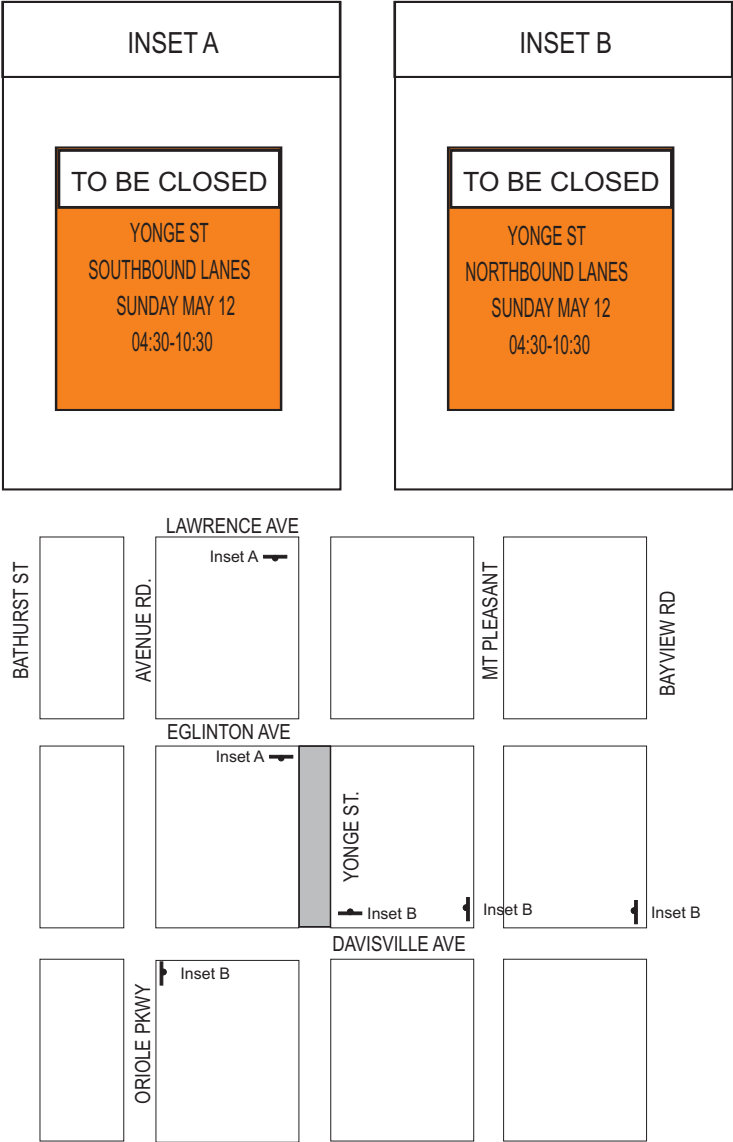 INSET A
TO BE CLOSED
YONGE ST
SOUTHBOUND LANES
SUNDAY MAY 12
04:30-10:30
INSET B
TO BE CLOSED
YONGE ST
NORTHBOUND LANES
SUNDAY MAY 12
04:30-10:30
LAWRENCE AVE
Inset A
BATHURST ST
AVENUE RD.
MT PLEASANT
BAYVIEW RD
EGLINTON AVE
Inset A
YONGE ST.
Inset B
Inset B
Inset B
DAVISVILLE AVE
Inset B
ORIOLE PKWY